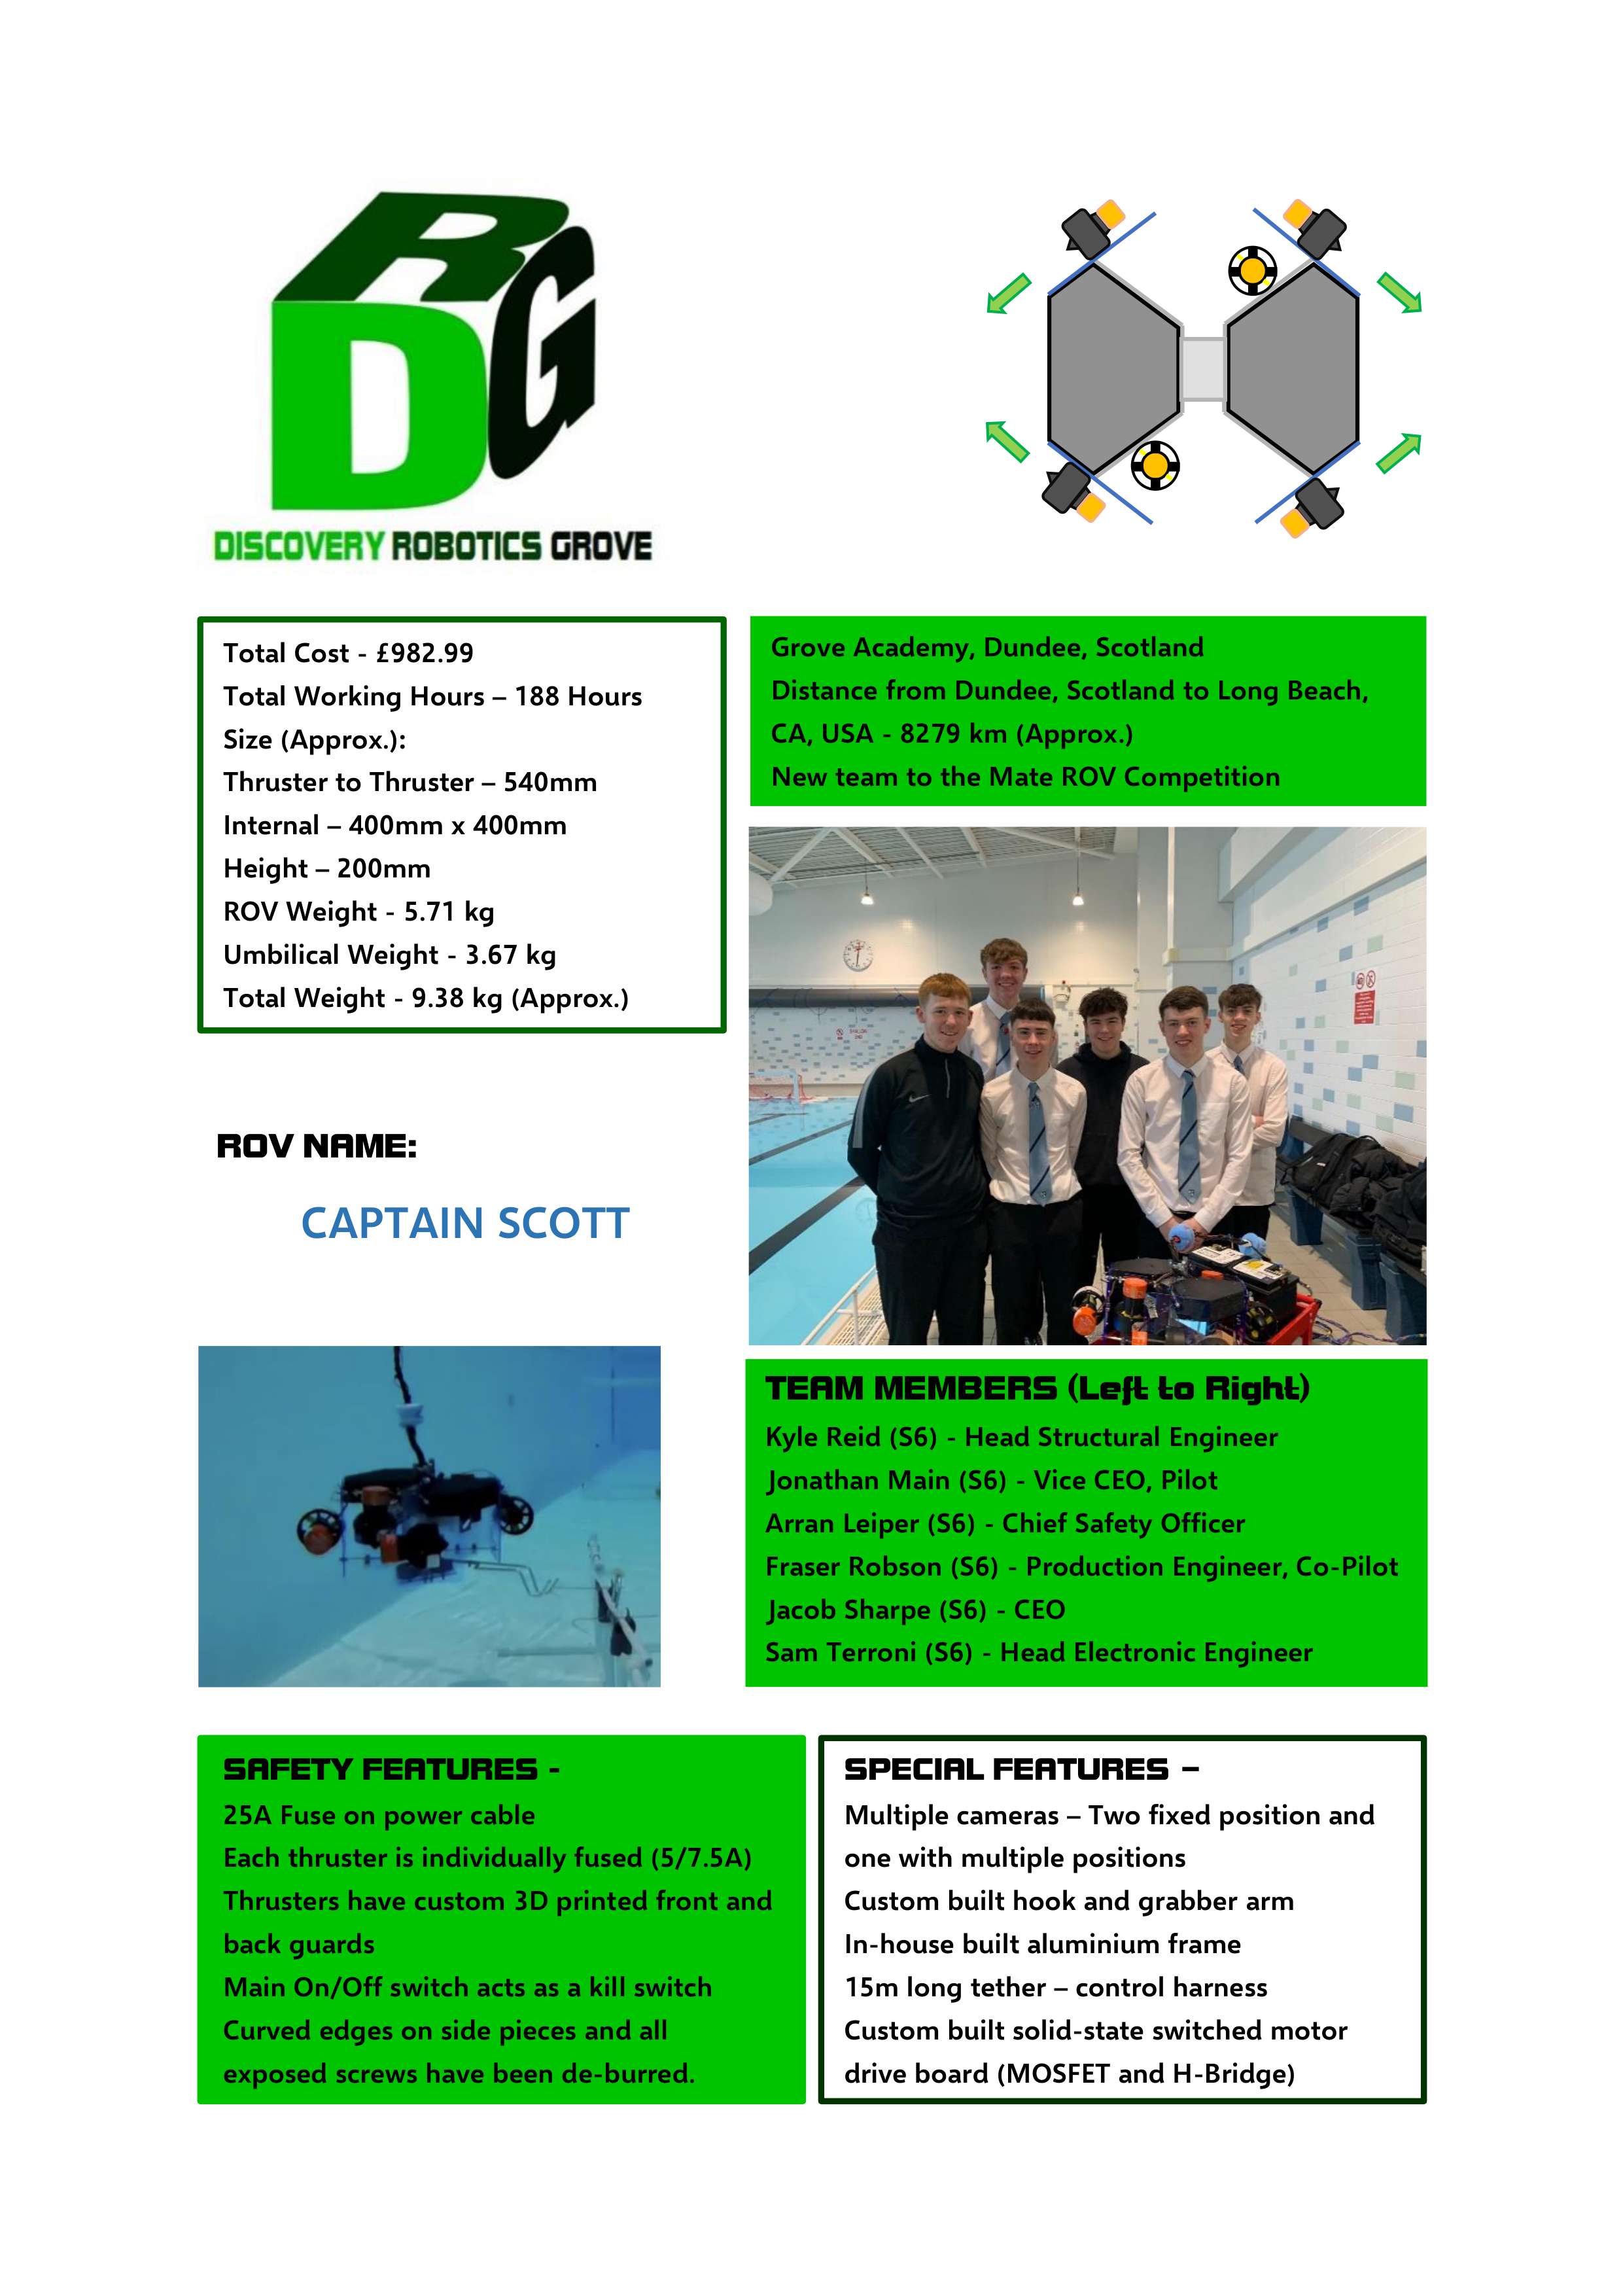 RDG
DISCOVERY ROBOTICS GROVE
Total Cost - £982.99
Total Working Hours – 188 Hours
Size (Approx.):
Thruster to Thruster – 540mm
Internal – 400mm x 400mm
Height – 200mm
ROV Weight - 5.71 kg
Umbilical Weight - 3.67 kg
Total Weight - 9.38 kg (Approx.)
Grove Academy, Dundee, Scotland
Distance from Dundee, Scotland to Long Beach,
CA, USA - 8279 km (Approx.)
New team to the Mate ROV Competition
ROV NAME:
CAPTAIN SCOTT
TEAM MEMBERS (Left to Right)
Kyle Reid (S6) - Head Structural Engineer
Jonathan Main (S6) - Vice CEO, Pilot
Arran Leiper (S6) - Chief Safety Officer
Fraser Robson (S6) - Production Engineer, Co-Pilot
Jacob Sharpe (S6) - CEO
Sam Terroni (S6) - Head Electronic Engineer
SAFETY FEATURES -
25A Fuse on power cable
Each thruster is individually fused (5/7.5A)
Thrusters have custom 3D printed front and
back guards
Main On/Off switch acts as a kill switch
Curved edges on side pieces and all
exposed screws have been de-burred.
SPECIAL FEATURES –
Multiple cameras – Two fixed position and
one with multiple positions
Custom built hook and grabber arm
In-house built aluminium frame
15m long tether – control harness
Custom built solid-state switched motor
drive board (MOSFET and H-Bridge)